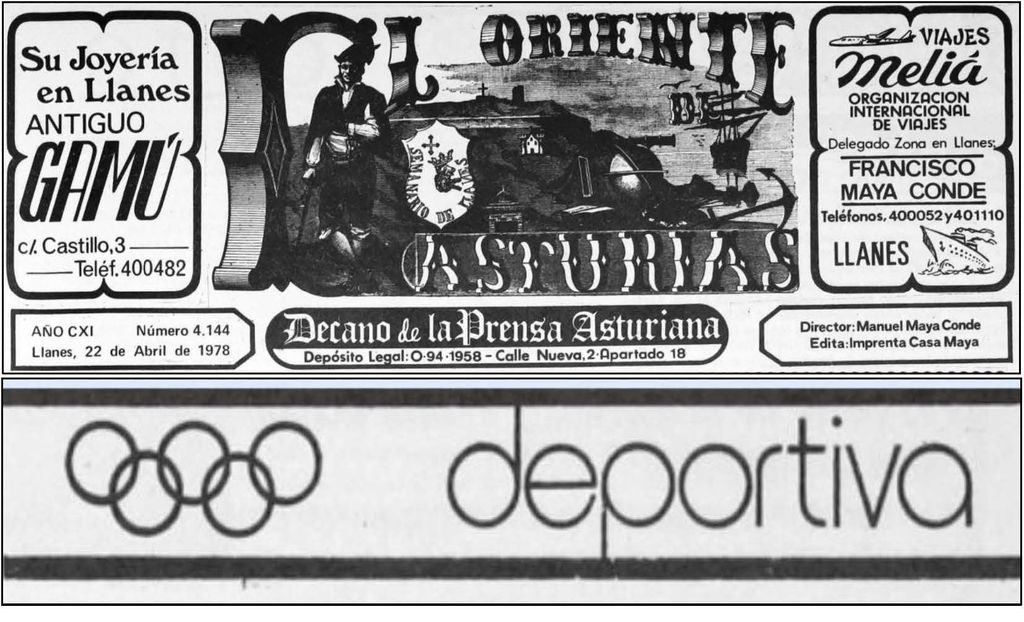 Su Joyería
en Llanes
ANTIGUO
GAMÚ
c/. Castillo, 3
Teléf. 400482
EL ORIENTE
DE
SEMANARIO DE LLANES
ASTURIAS
VIAJES
Meliá
ORGANIZACION
INTERNACIONAL
DE VIAJES
Delegado Zona en Llanes:
FRANCISCO
MAYA CONDE
Teléfonos, 400052 y 401110
LLANES
AÑO CXI Número 4.144
Llanes, 22 de Abril de 1978
Decano de la Prensa Asturiana
Depósito Legal: O-94-1958 - Calle Nueva, 2-Apartado 18
Director: Manuel Maya Conde
Edita: Imprenta Casa Maya
deportiva